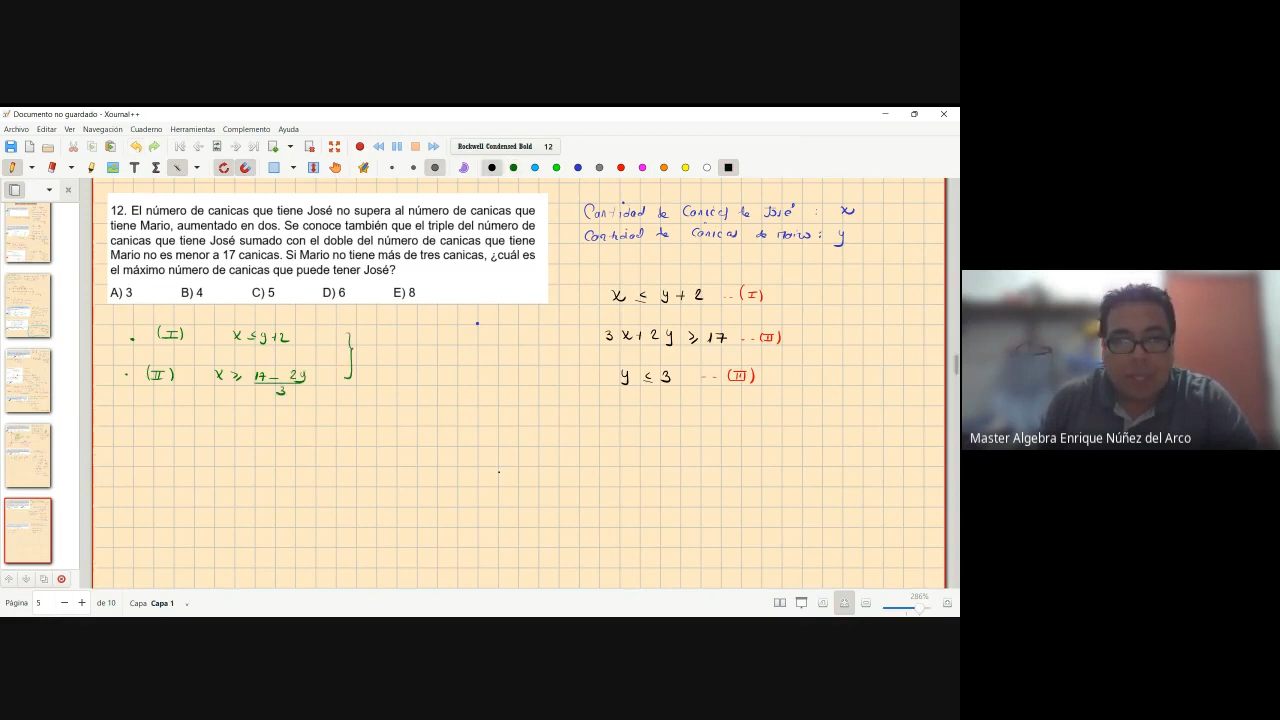 Documento no guardado - Xournal++
Archivo Editar Ver Navegación Cuaderno Herramientas Complemento Ayuda
Rockwell Condensed Bold 12
12. El número de canicas que tiene José no supera al número de canicas que
tiene Mario, aumentado en dos. Se conoce también que el triple del número de
canicas que tiene José sumado con el doble del número de canicas que tiene
Mario no es menor a 17 canicas. Si Mario no tiene más de tres canicas, ¿cuál es
el máximo número de canicas que puede tener José?
A) 3 B) 4 C) 5 D) 6 E) 8
Cantidad de Canicas de José : x
Cantidad de Canicas de Mario : y
x ≤ y + 2 -- (I)
3x + 2y ≥ 17 -- (II)
y ≤ 3 -- (III)
(I) x ≤ y+2
(II) x ≥ 17 - 2y
3
Master Algebra Enrique Núñez del Arco
Página 5 de 10 Capa Capa 1
286%